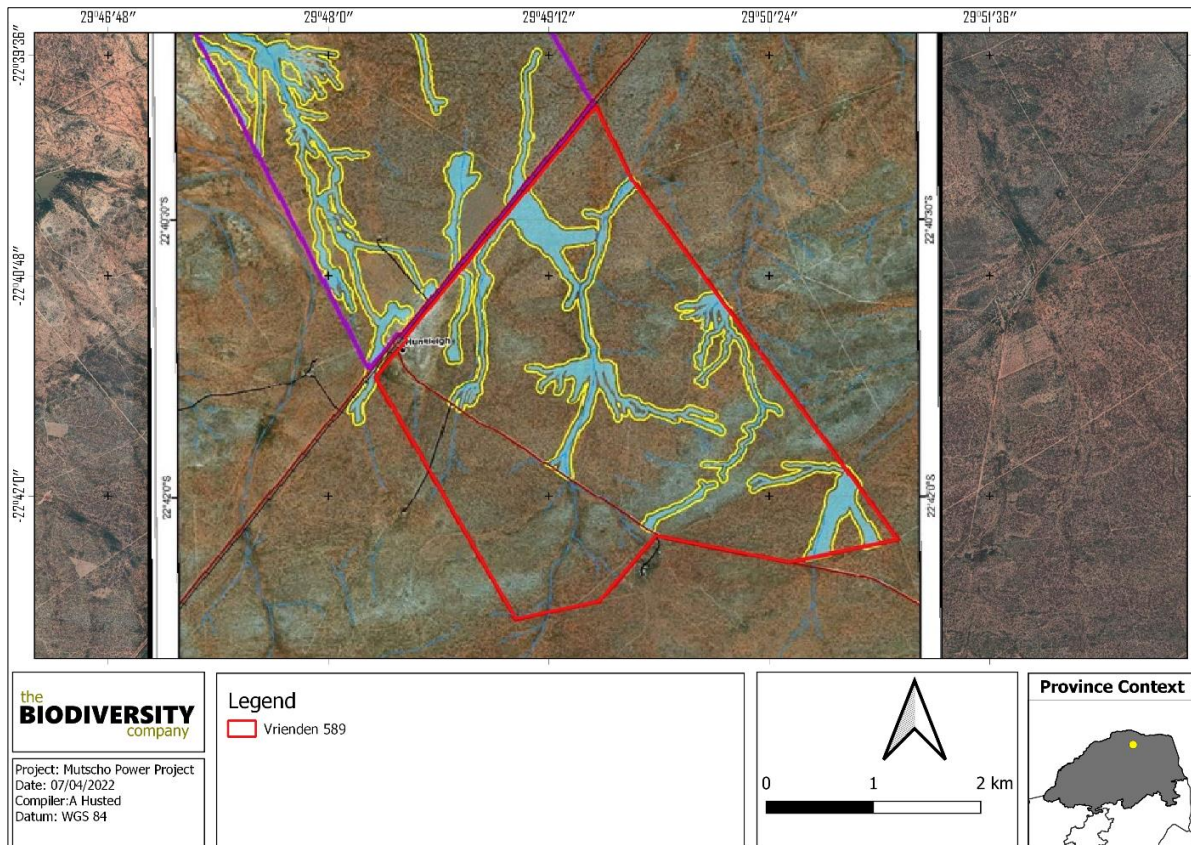 29°46'48" 29°48'0" 29°49'12" 29°50'24" 29°51'36"
-22°39'36"
-22°40'48"
-22°42'0"
22°40'00"S
22°40'30"S
22°42'0"S
22°42'0"S
the
BIODIVERSITY
company
Project: Mutscho Power Project
Date: 07/04/2022
Compiler:A Husted
Datum: WGS 84
Legend
Vrienden 589
0 1 2 km
Province Context